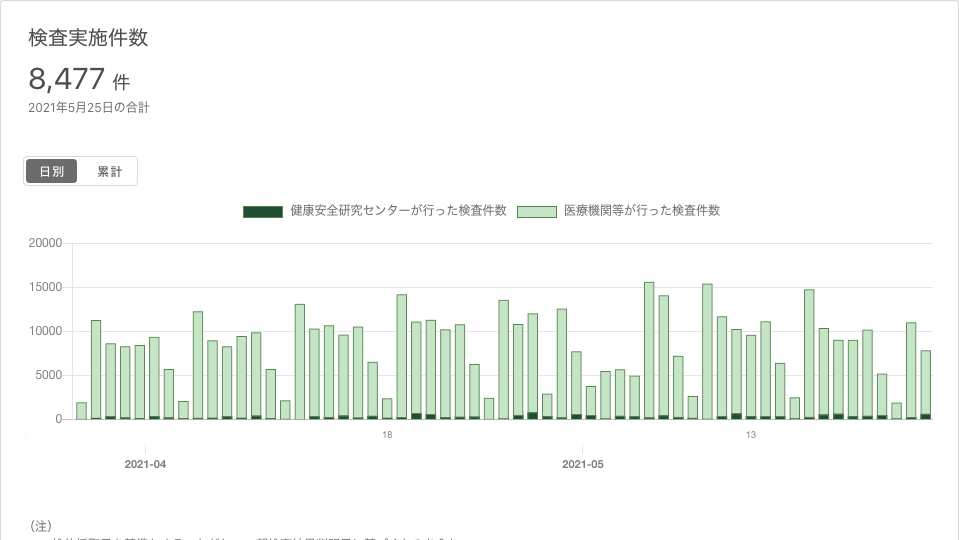 検査実施件数
8,477 件
2021年5月25日の合計
日別 累計
健康安全研究センターが行った検査件数 医療機関等が行った検査件数
20000
15000
10000
5000
0
18 13
2021-04 2021-05
（注）